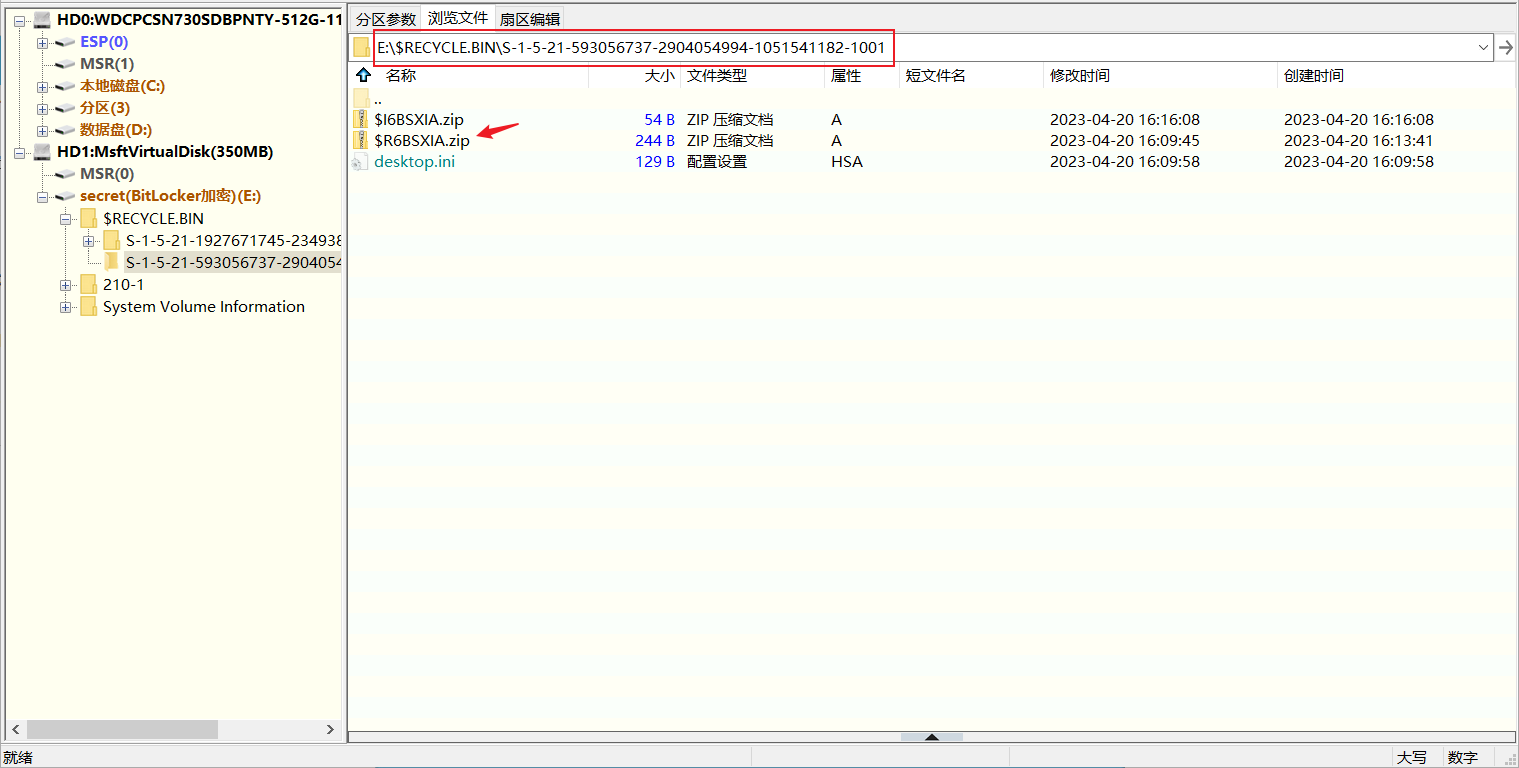 HD0:WDCPCSN730SDBPNTY-512G-11
ESP(0)
MSR(1)
本地磁盘(C:)
分区(3)
数据盘(D:)
HD1:MsftVirtualDisk(350MB)
MSR(0)
secret(BitLocker加密)(E:)
$RECYCLE.BIN
S-1-5-21-1927671745-234938
S-1-5-21-593056737-2904054
210-1
System Volume Information
分区参数 浏览文件 扇区编辑
E:\$RECYCLE.BIN\S-1-5-21-593056737-2904054994-1051541182-1001
名称 大小 文件类型 属性 短文件名 修改时间 创建时间
..
$I6BSXIA.zip 54 B ZIP 压缩文档 A 2023-04-20 16:16:08 2023-04-20 16:16:08
$R6BSXIA.zip 244 B ZIP 压缩文档 A 2023-04-20 16:09:45 2023-04-20 16:13:41
desktop.ini 129 B 配置设置 HSA 2023-04-20 16:09:58 2023-04-20 16:09:58
就绪 大写 数字